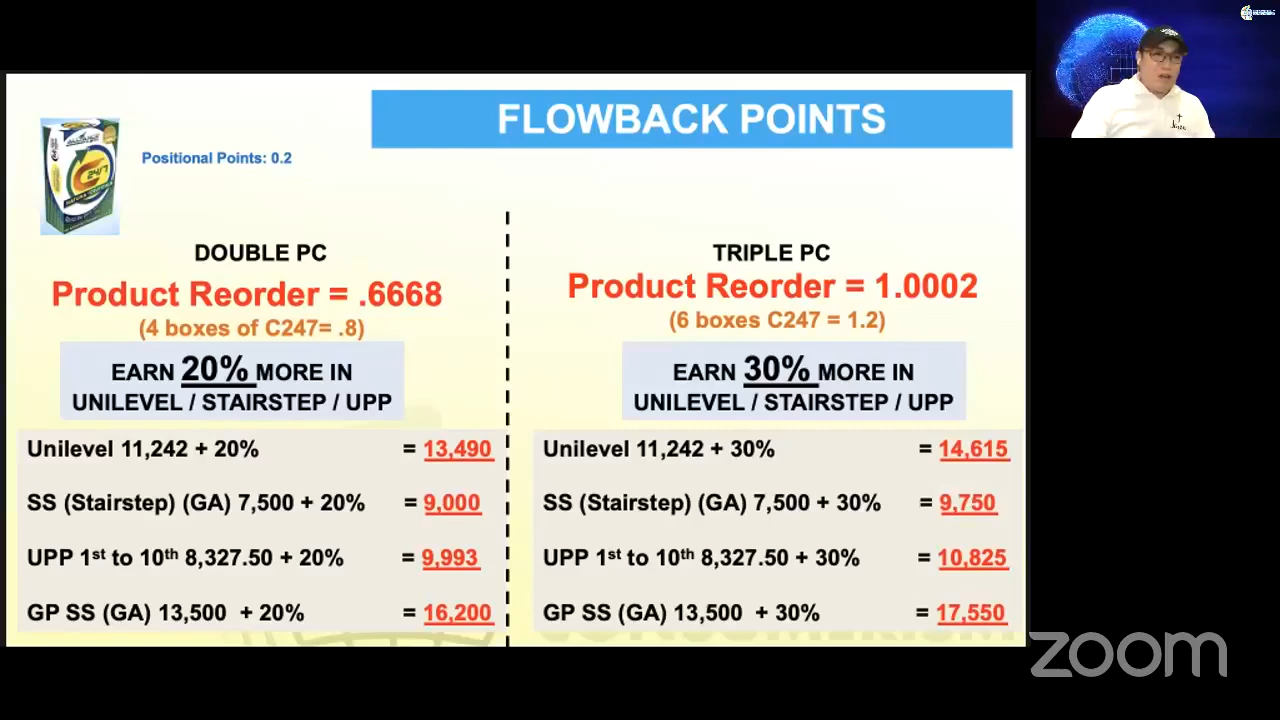 FLOWBACK POINTS
ALLIANCE
C 24/7
Positional Points: 0.2
DOUBLE PC
Product Reorder = .6668
(4 boxes of C247= .8)
EARN 20% MORE IN
UNILEVEL / STAIRSTEP / UPP
Unilevel 11,242 + 20% = 13,490
SS (Stairstep) (GA) 7,500 + 20% = 9,000
UPP 1st to 10th 8,327.50 + 20% = 9,993
GP SS (GA) 13,500 + 20% = 16,200
TRIPLE PC
Product Reorder = 1.0002
(6 boxes C247 = 1.2)
EARN 30% MORE IN
UNILEVEL / STAIRSTEP / UPP
Unilevel 11,242 + 30% = 14,615
SS (Stairstep) (GA) 7,500 + 30% = 9,750
UPP 1st to 10th 8,327.50 + 30% = 10,825
GP SS (GA) 13,500 + 30% = 17,550
zoom